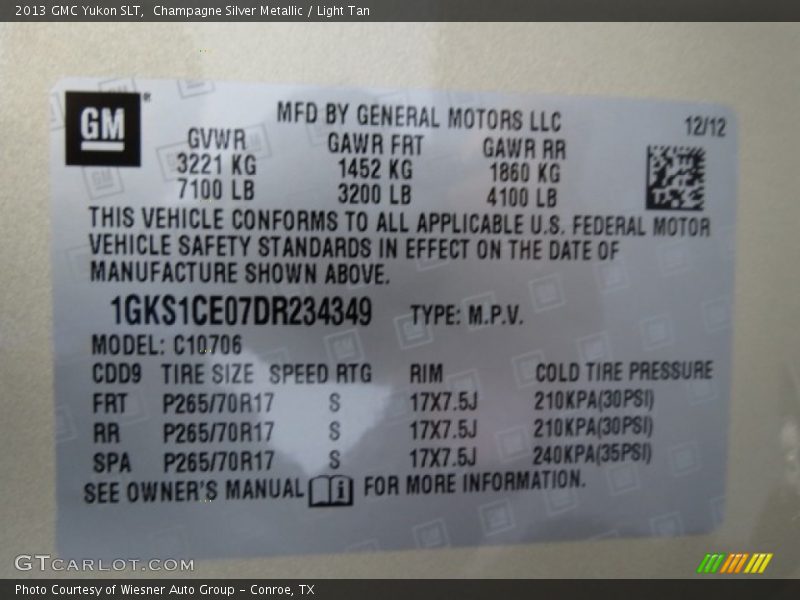 2013 GMC Yukon SLT,  Champagne Silver Metallic / Light Tan
GM
®
MFD BY GENERAL MOTORS LLC
12/12
GVWR GAWR FRT GAWR RR
3221 KG 1452 KG 1860 KG
7100 LB 3200 LB 4100 LB
THIS VEHICLE CONFORMS TO ALL APPLICABLE U.S. FEDERAL MOTOR
VEHICLE SAFETY STANDARDS IN EFFECT ON THE DATE OF
MANUFACTURE SHOWN ABOVE.
1GKS1CE07DR234349 TYPE: M.P.V.
MODEL: C10706
CDD9 TIRE SIZE SPEED RTG RIM COLD TIRE PRESSURE
FRT P265/70R17 S 17X7.5J 210KPA(30PSI)
RR P265/70R17 S 17X7.5J 210KPA(30PSI)
SPA P265/70R17 S 17X7.5J 240KPA(35PSI)
SEE OWNER'S MANUAL i FOR MORE INFORMATION.
GTCARLOT.COM
Photo Courtesy of Wiesner Auto Group - Conroe, TX